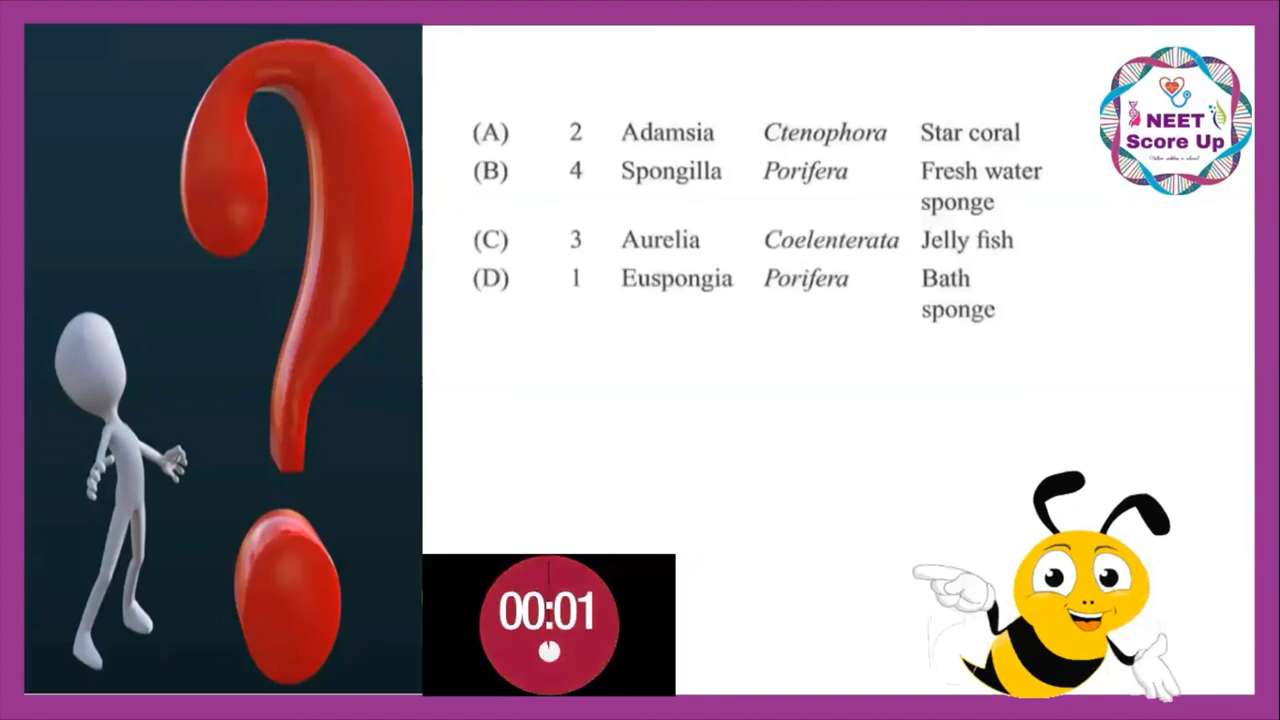 (A) 2 Adamsia Ctenophora Star coral
(B) 4 Spongilla Porifera Fresh water
sponge
(C) 3 Aurelia Coelenterata Jelly fish
(D) 1 Euspongia Porifera Bath
sponge
NEET
Score Up
00:01